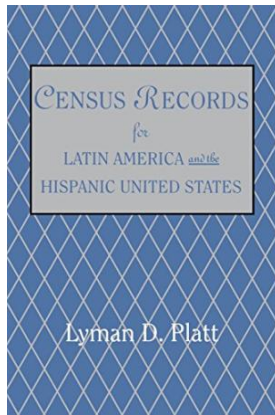 CENSUS RECORDS
for
LATIN AMERICA and the
HISPANIC UNITED STATES
Lyman D. Platt